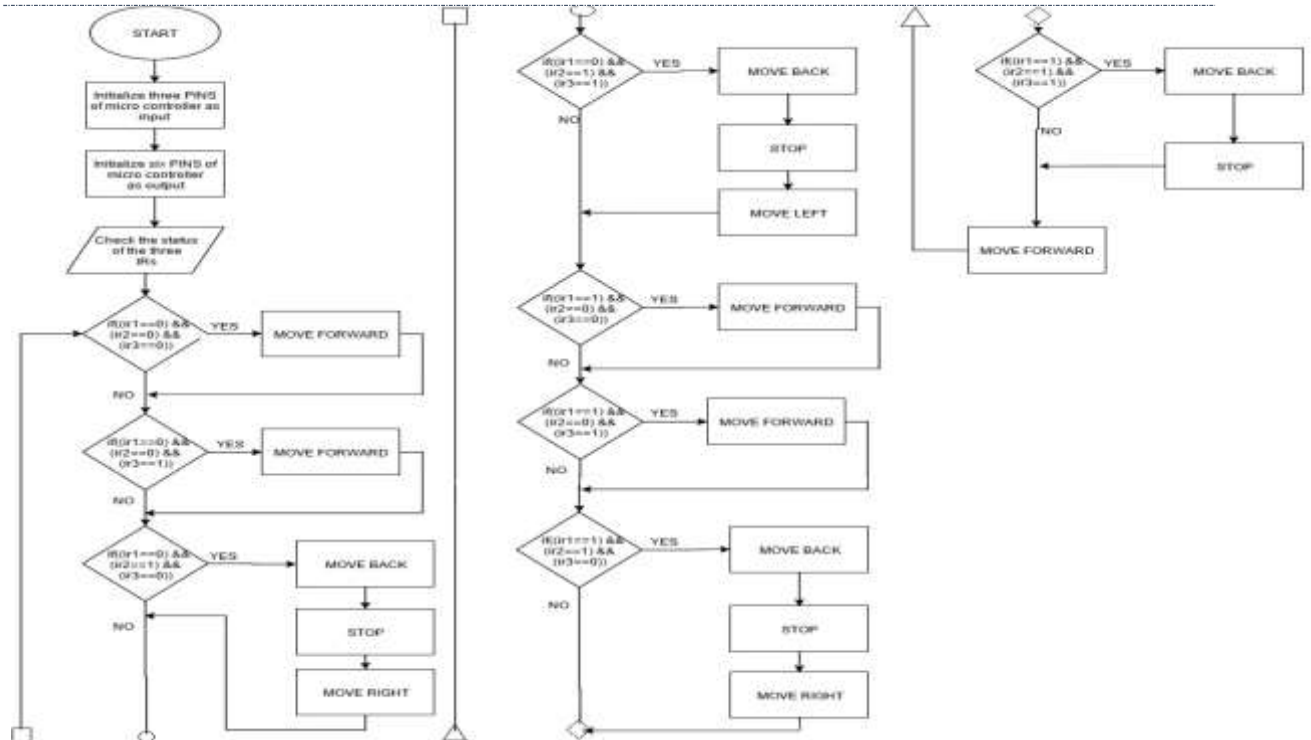 START
Initialize three PINS
of micro controller as
input
Initialize six PINS of
micro controller
as output
Check the status
of the three
IRs
if((ir1==0) &&
(ir2==0) &&
(ir3==0))
YES
MOVE FORWARD
NO
if((ir1==0) &&
(ir2==0) &&
(ir3==1))
YES
MOVE FORWARD
NO
if((ir1==0) &&
(ir2==1) &&
(ir3==0))
YES
MOVE BACK
STOP
NO
MOVE RIGHT
if((ir1==0) &&
(ir2==1) &&
(ir3==1))
YES
MOVE BACK
NO
STOP
MOVE LEFT
if((ir1==1) &&
(ir2==0) &&
(ir3==0))
YES
MOVE FORWARD
NO
if((ir1==1) &&
(ir2==0) &&
(ir3==1))
YES
MOVE FORWARD
NO
if((ir1==1) &&
(ir2==1) &&
(ir3==0))
YES
MOVE BACK
NO
STOP
MOVE RIGHT
if((ir1==1) &&
(ir2==1) &&
(ir3==1))
YES
MOVE BACK
NO
STOP
MOVE FORWARD